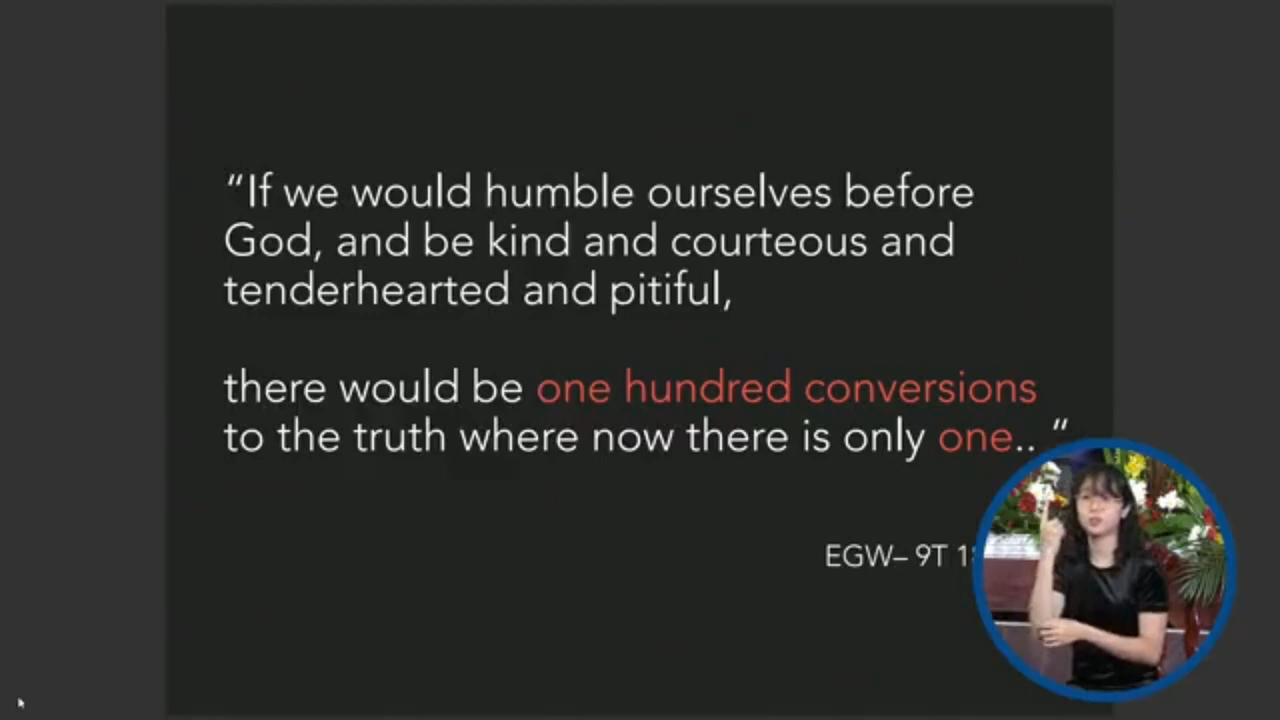 “If we would humble ourselves before
God, and be kind and courteous and
tenderhearted and pitiful,
there would be one hundred conversions
to the truth where now there is only one.. “
EGW– 9T